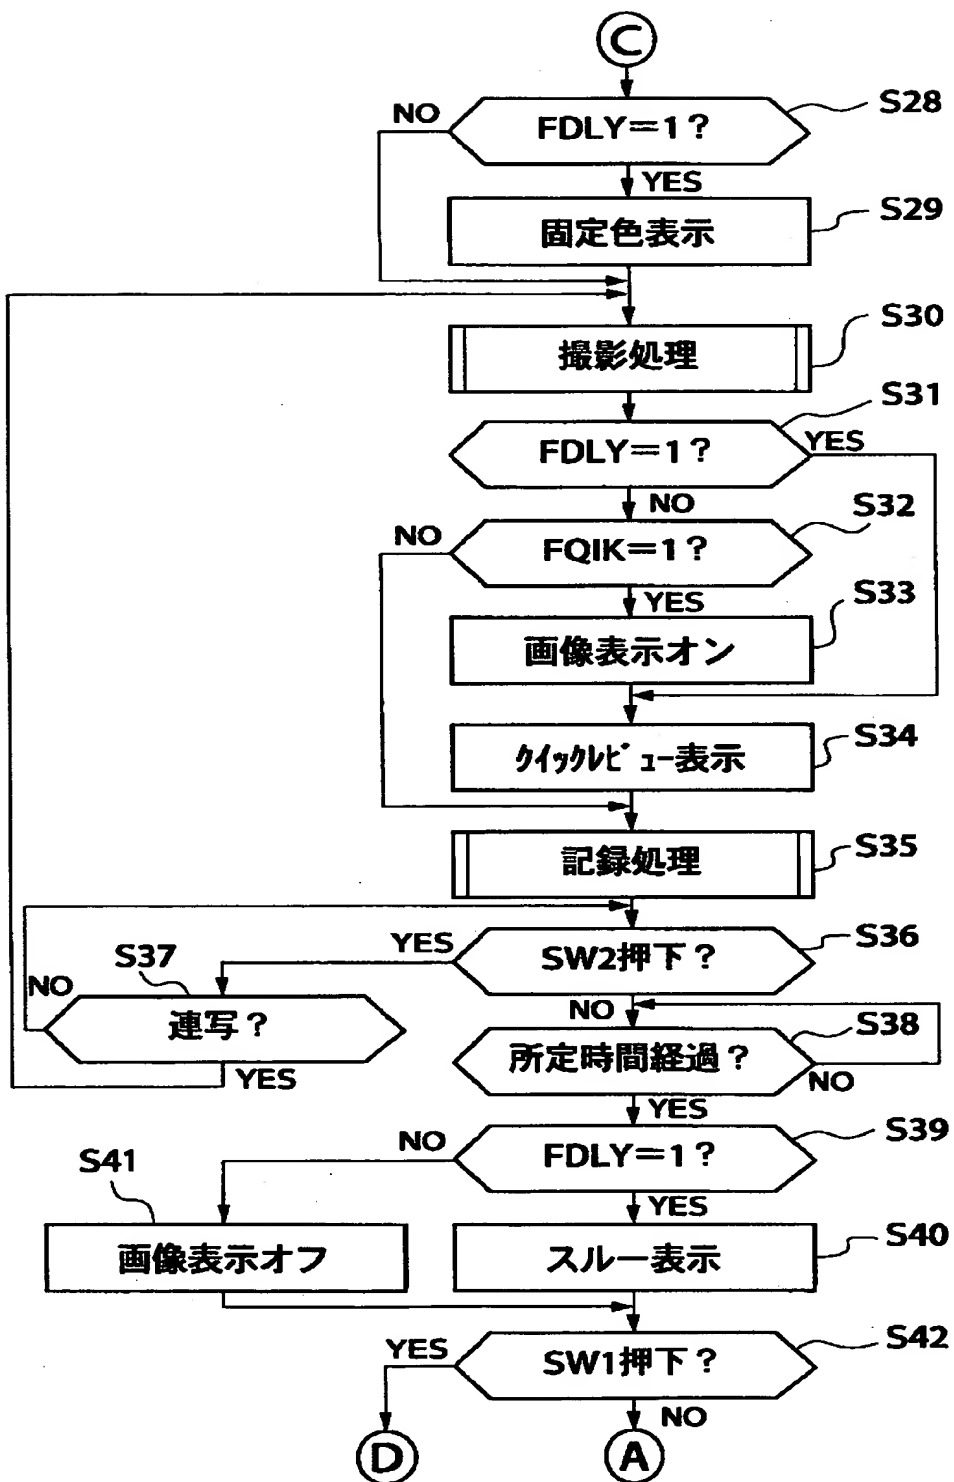 C
S28
NO
FDLY=1?
YES
S29
固定色表示
S30
撮影処理
S31
FDLY=1?
YES
NO
S32
NO
FQIK=1?
YES
S33
画像表示オン
S34
クイックレビュー表示
S35
記録処理
S36
YES
SW2押下?
S37
NO
NO
連写?
S38
所定時間経過?
YES
NO
YES
S39
NO
FDLY=1?
S41
YES
S40
画像表示オフ
スルー表示
S42
YES
SW1押下?
NO
D
A